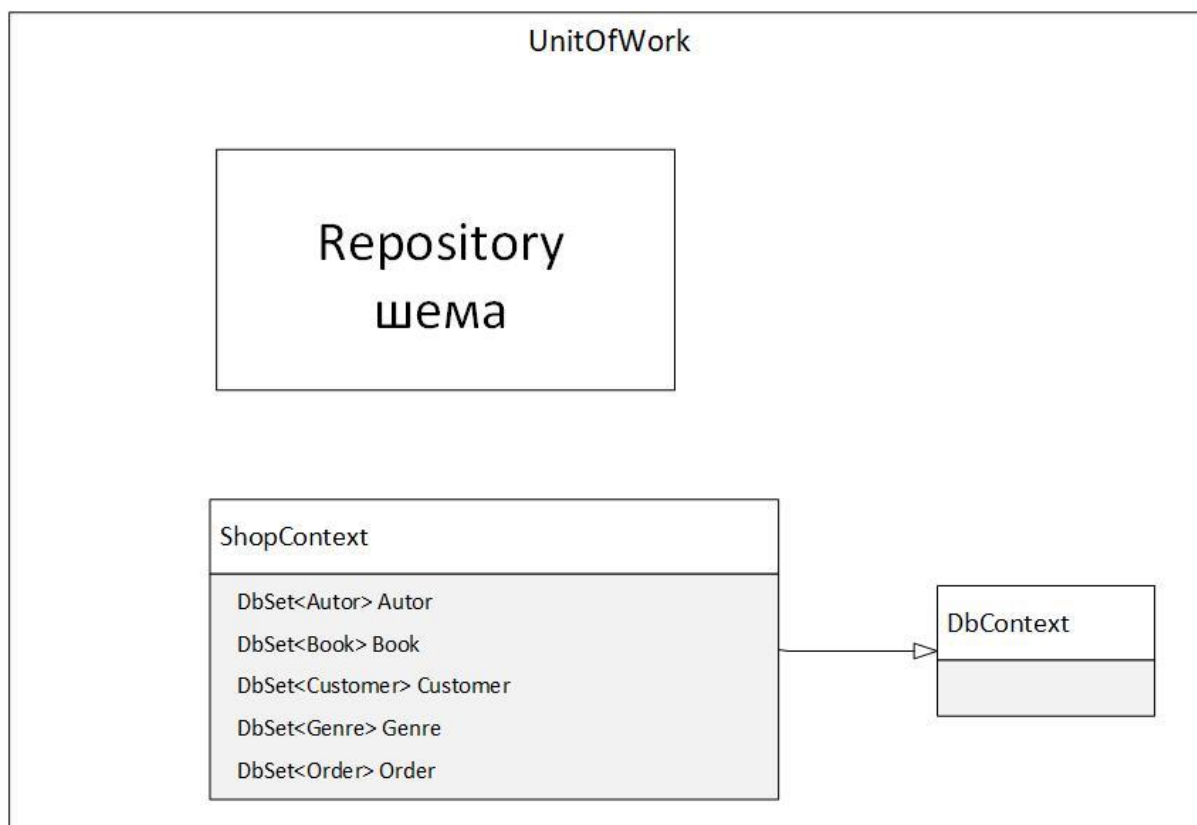 UnitOfWork
Repository
шема
ShopContext
DbSet<Autor> Autor
DbSet<Book> Book
DbSet<Customer> Customer
DbSet<Genre> Genre
DbSet<Order> Order
DbContext